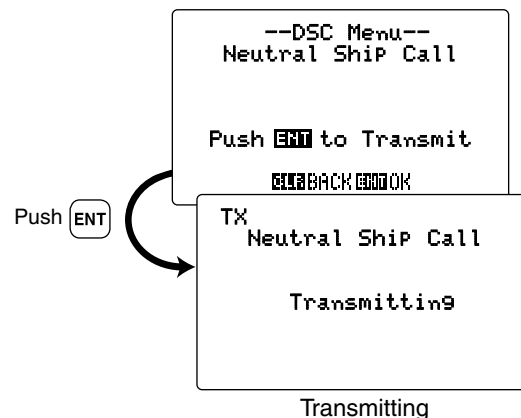 --DSC Menu--
Neutral Ship Call
Push ENT to Transmit
CLR BACK ENT OK
Push ENT
TX
Neutral Ship Call
Transmitting
Transmitting